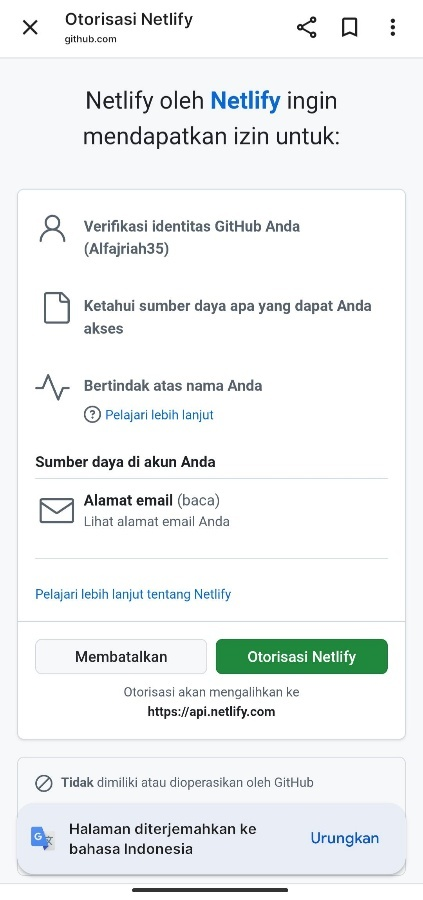 Otorisasi Netlify
github.com
Netlify oleh Netlify ingin
mendapatkan izin untuk:
Verifikasi identitas GitHub Anda
(Alfajriah35)
Ketahui sumber daya apa yang dapat Anda
akses
Bertindak atas nama Anda
Pelajari lebih lanjut
Sumber daya di akun Anda
Alamat email (baca)
Lihat alamat email Anda
Pelajari lebih lanjut tentang Netlify
Membatalkan
Otorisasi Netlify
Otorisasi akan mengalihkan ke
https://api.netlify.com
Tidak dimiliki atau dioperasikan oleh GitHub
Halaman diterjemahkan ke
bahasa Indonesia
Urungkan